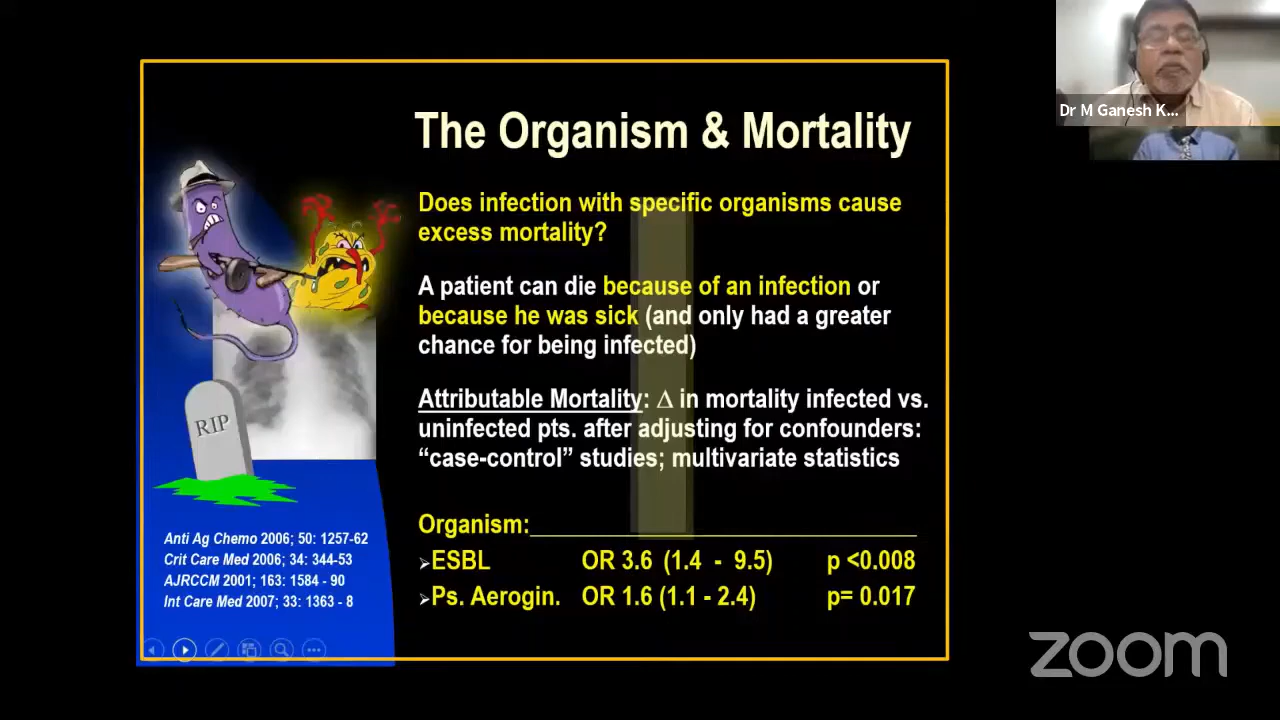 Dr M Ganesh K...
The Organism & Mortality
Does infection with specific organisms cause
excess mortality?
A patient can die because of an infection or
because he was sick (and only had a greater
chance for being infected)
Attributable Mortality: Δ in mortality infected vs.
uninfected pts. after adjusting for confounders:
“case-control” studies; multivariate statistics
RIP
Organism:
➢ESBL OR 3.6 (1.4 - 9.5) p <0.008
➢Ps. Aerogin. OR 1.6 (1.1 - 2.4) p= 0.017
Anti Ag Chemo 2006; 50: 1257-62
Crit Care Med 2006; 34: 344-53
AJRCCM 2001; 163: 1584 - 90
Int Care Med 2007; 33: 1363 - 8
zoom